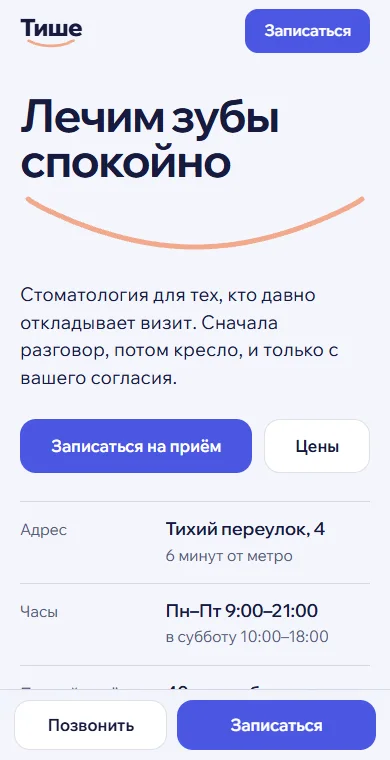 Тише
Записаться
Лечим зубы
спокойно
Стоматология для тех, кто давно
откладывает визит. Сначала
разговор, потом кресло, и только с
вашего согласия.
Записаться на приём
Цены
Адрес
Тихий переулок, 4
6 минут от метро
Часы
Пн–Пт 9:00–21:00
в субботу 10:00–18:00
Позвонить
Записаться